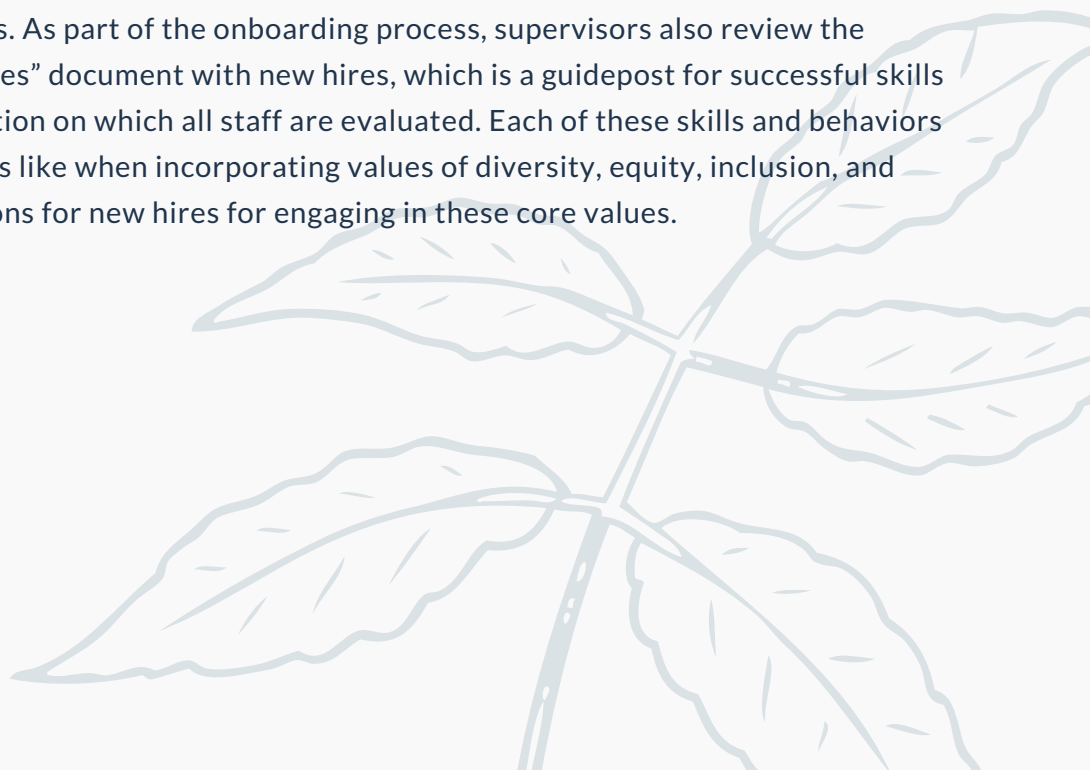 s. As part of the onboarding process, supervisors also review the
es” document with new hires, which is a guidepost for successful skills
tion on which all staff are evaluated. Each of these skills and behaviors
s like when incorporating values of diversity, equity, inclusion, and
ons for new hires for engaging in these core values.